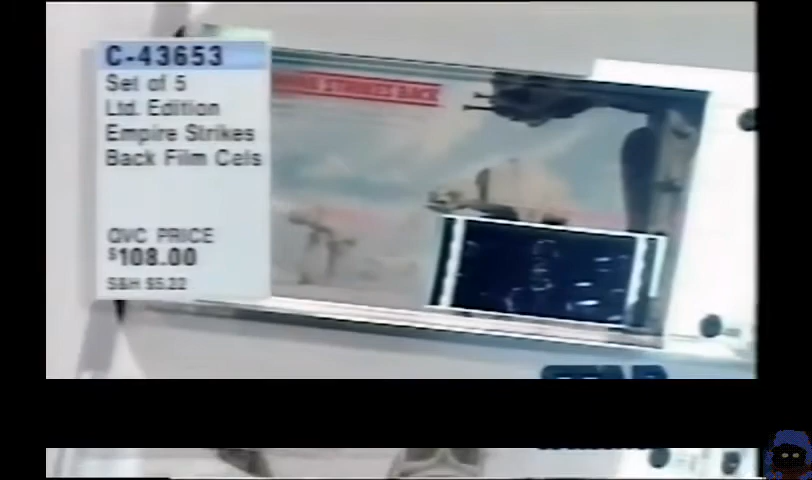 C-43653
Set of 5
Ltd. Edition
Empire Strikes
Back Film Cels
QVC PRICE
$108.00
S&H $5.22
STRIKES BACK
STAR